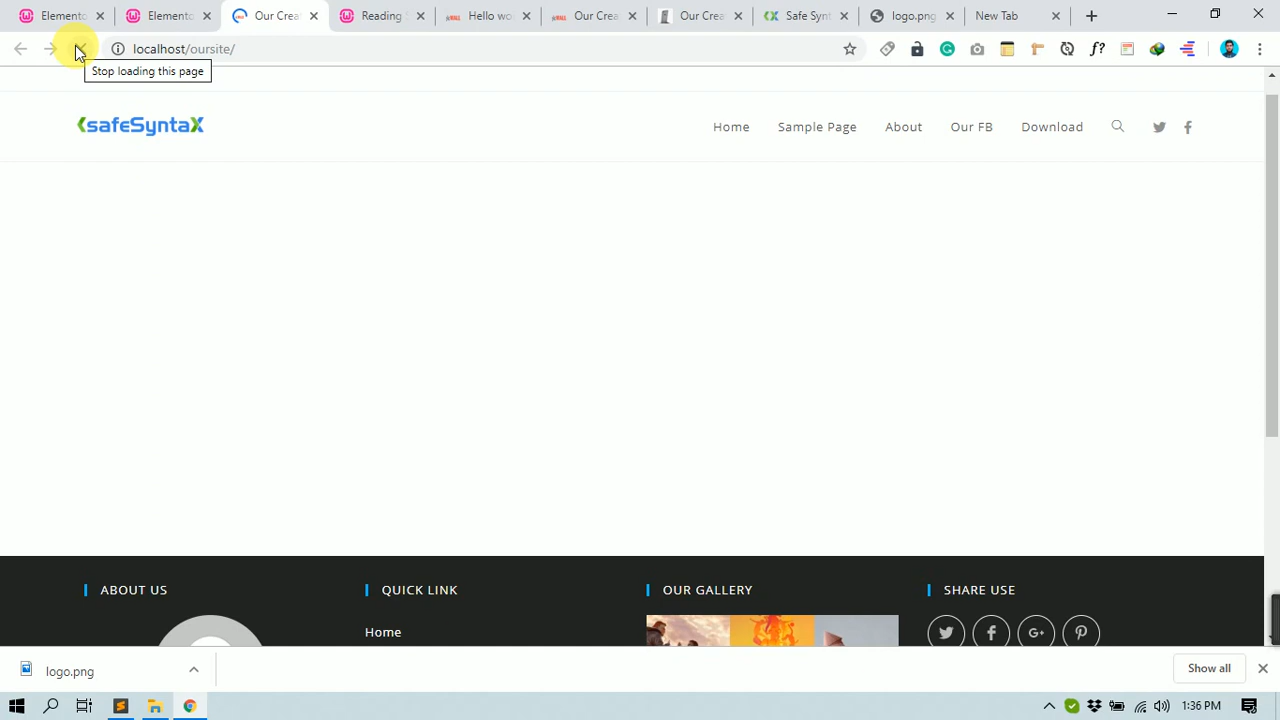 Elemento
Elemento
Our Crea
Reading S
Hello wo
Our Crea
Our Crea
Safe Syn
logo.png
New Tab
localhost/oursite/
f?
Stop loading this page
safeSyntaX
Home
Sample Page
About
Our FB
Download
ABOUT US
QUICK LINK
OUR GALLERY
SHARE USE
Home
logo.png
Show all
1:36 PM